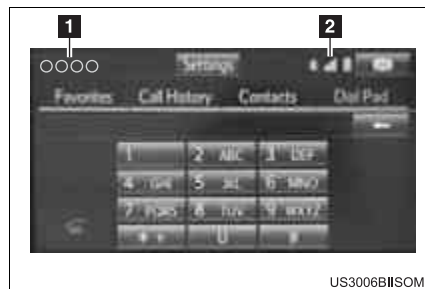 1 2
○○○○ Settings
Favorites Call History Contacts Dial Pad
1 2 ABC 3 DEF
4 GHI 5 JKL 6 MNO
7 PQRS 8 TUV 9 WXYZ
* + 0 #
US3006BⅡSOM